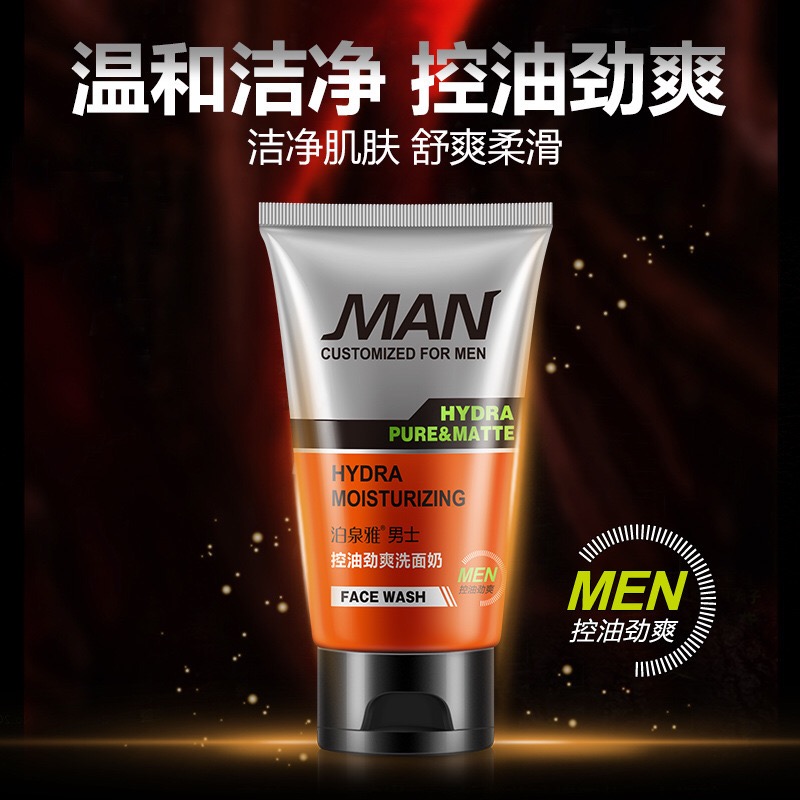 温和洁净 控油劲爽
洁净肌肤 舒爽柔滑
MAN
CUSTOMIZED FOR MEN
HYDRA
PURE&MATTE
HYDRA
MOISTURIZING
泊泉雅®男士
控油劲爽洗面奶
FACE WASH
MEN
控油劲爽
MEN
控油劲爽